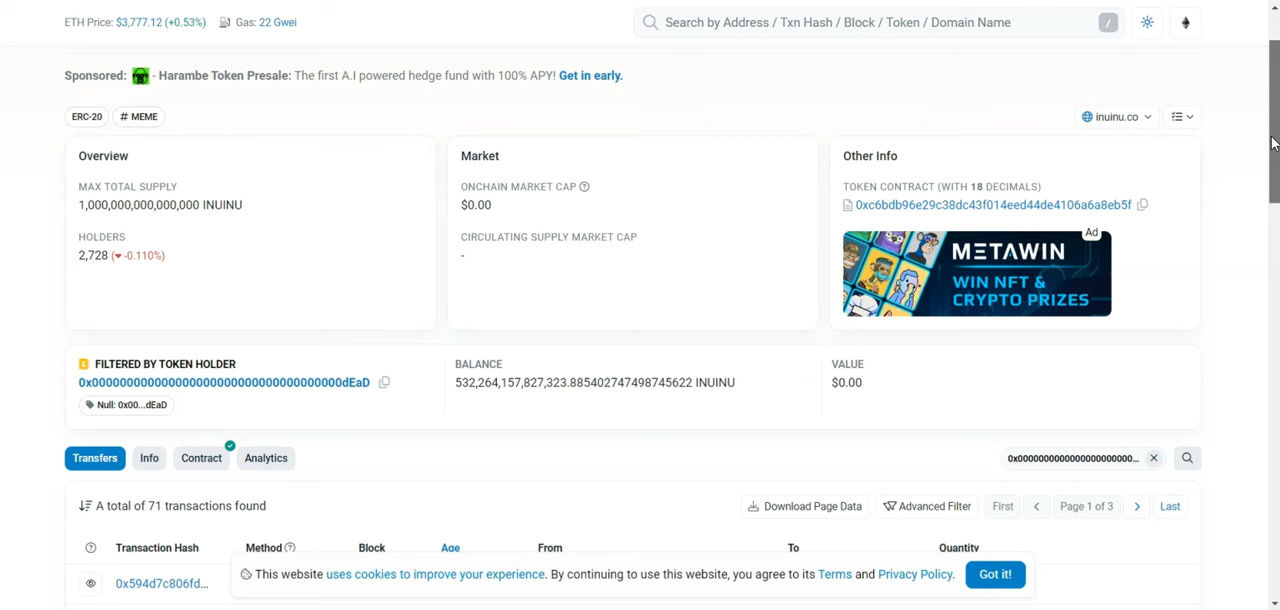 ETH Price: $3,777.12 (+0.53%) Gas: 22 Gwei
Search by Address / Txn Hash / Block / Token / Domain Name /
Sponsored: - Harambe Token Presale: The first A.I powered hedge fund with 100% APY! Get in early.
ERC-20 # MEME
inuinu.co
Overview
MAX TOTAL SUPPLY
1,000,000,000,000,000 INUINU
HOLDERS
2,728 (-0.110%)
Market
ONCHAIN MARKET CAP
$0.00
CIRCULATING SUPPLY MARKET CAP
-
Other Info
TOKEN CONTRACT (WITH 18 DECIMALS)
0xc6bdb96e29c38dc43f014eed44de4106a6a8eb5f
Ad
METAWIN
WIN NFT &
CRYPTO PRIZES
FILTERED BY TOKEN HOLDER
0x000000000000000000000000000000000000dEaD
Null: 0x00...dEaD
BALANCE
532,264,157,827,323.885402747498745622 INUINU
VALUE
$0.00
Transfers Info Contract Analytics
0x0000000000000000000000...
A total of 71 transactions found
Download Page Data Advanced Filter First Page 1 of 3 Last
Transaction Hash Method Block Age From To Quantity
0x594d7c806fd...
This website uses cookies to improve your experience. By continuing to use this website, you agree to its Terms and Privacy Policy. Got it!